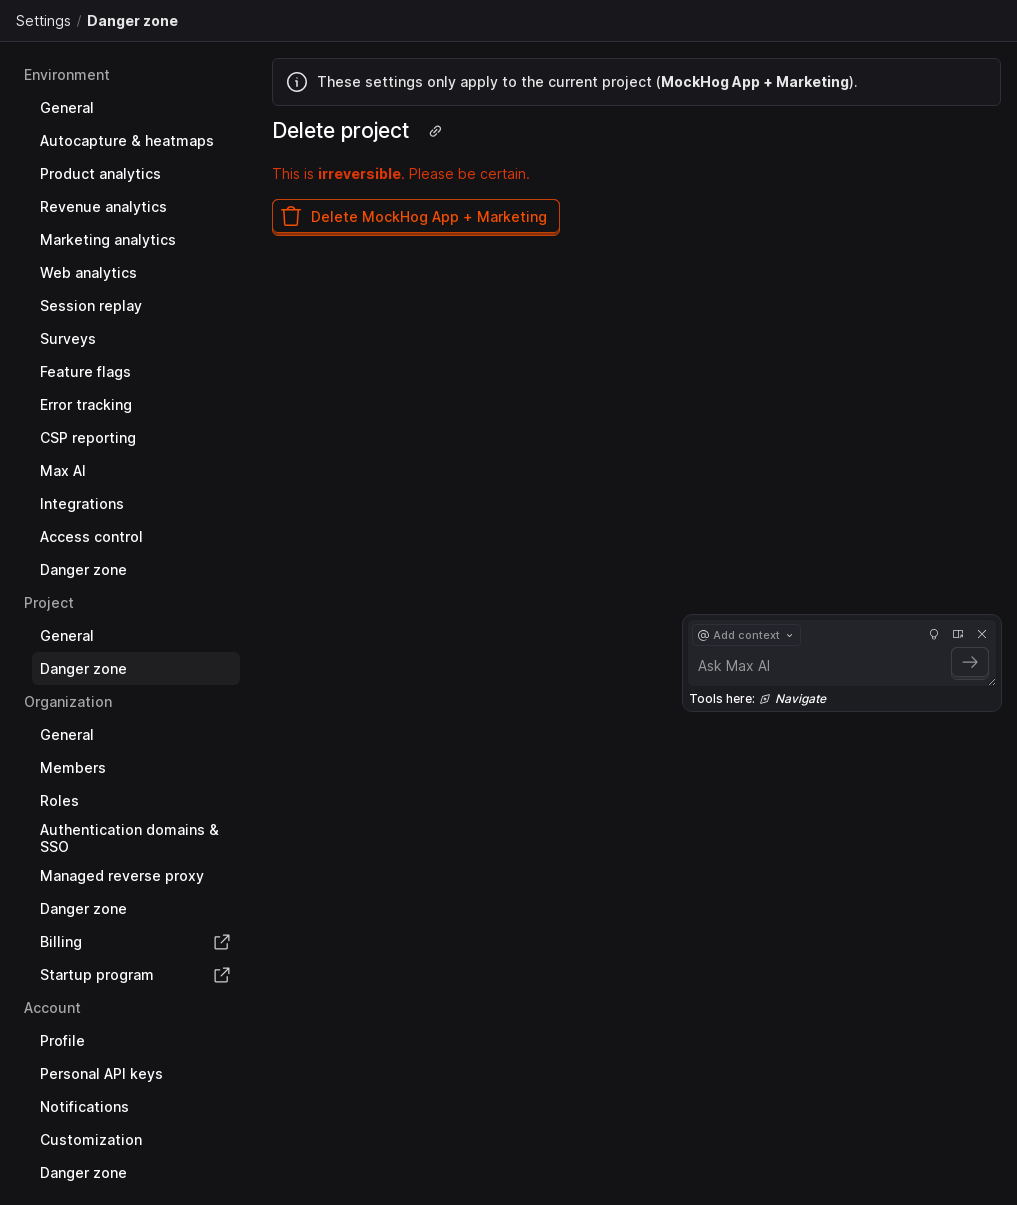 Settings / Danger zone
Environment
General
Autocapture & heatmaps
Product analytics
Revenue analytics
Marketing analytics
Web analytics
Session replay
Surveys
Feature flags
Error tracking
CSP reporting
Max AI
Integrations
Access control
Danger zone
Project
General
Danger zone
Organization
General
Members
Roles
Authentication domains &
SSO
Managed reverse proxy
Danger zone
Billing
Startup program
Account
Profile
Personal API keys
Notifications
Customization
Danger zone
These settings only apply to the current project (MockHog App + Marketing).
Delete project
This is irreversible. Please be certain.
Delete MockHog App + Marketing
@ Add context
Ask Max AI
Tools here: Navigate